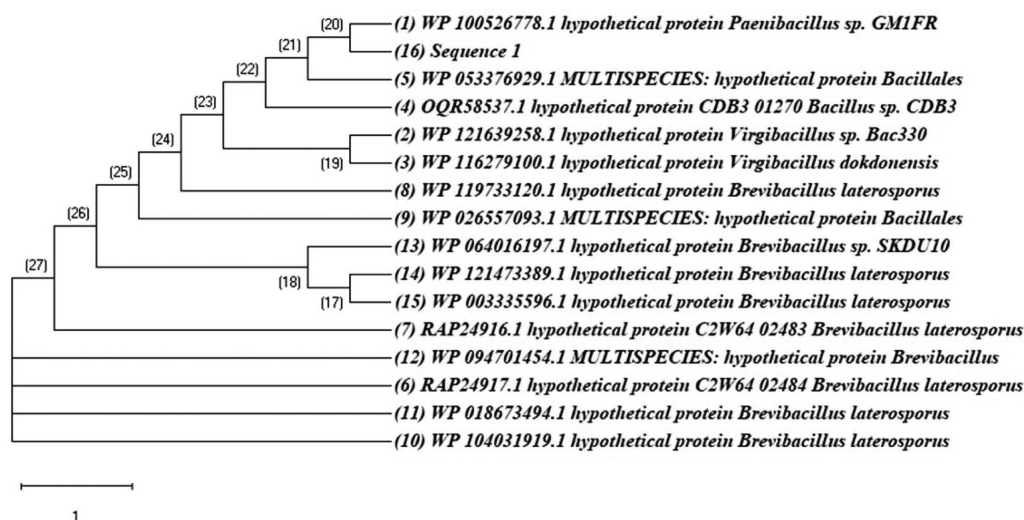 (20)
(1) WP 100526778.1 hypothetical protein Paenibacillus sp. GM1FR
(21)
(16) Sequence 1
(22)
(5) WP 053376929.1 MULTISPECIES: hypothetical protein Bacillales
(23)
(4) OQR58537.1 hypothetical protein CDB3 01270 Bacillus sp. CDB3
(24)
(2) WP 121639258.1 hypothetical protein Virgibacillus sp. Bac330
(19)
(3) WP 116279100.1 hypothetical protein Virgibacillus dokdonensis
(25)
(8) WP 119733120.1 hypothetical protein Brevibacillus laterosporus
(26)
(9) WP 026557093.1 MULTISPECIES: hypothetical protein Bacillales
(13) WP 064016197.1 hypothetical protein Brevibacillus sp. SKDU10
(27)
(18)
(14) WP 121473389.1 hypothetical protein Brevibacillus laterosporus
(17)
(15) WP 003335596.1 hypothetical protein Brevibacillus laterosporus
(7) RAP24916.1 hypothetical protein C2W64 02483 Brevibacillus laterosporus
(12) WP 094701454.1 MULTISPECIES: hypothetical protein Brevibacillus
(6) RAP24917.1 hypothetical protein C2W64 02484 Brevibacillus laterosporus
(11) WP 018673494.1 hypothetical protein Brevibacillus laterosporus
(10) WP 104031919.1 hypothetical protein Brevibacillus laterosporus
1